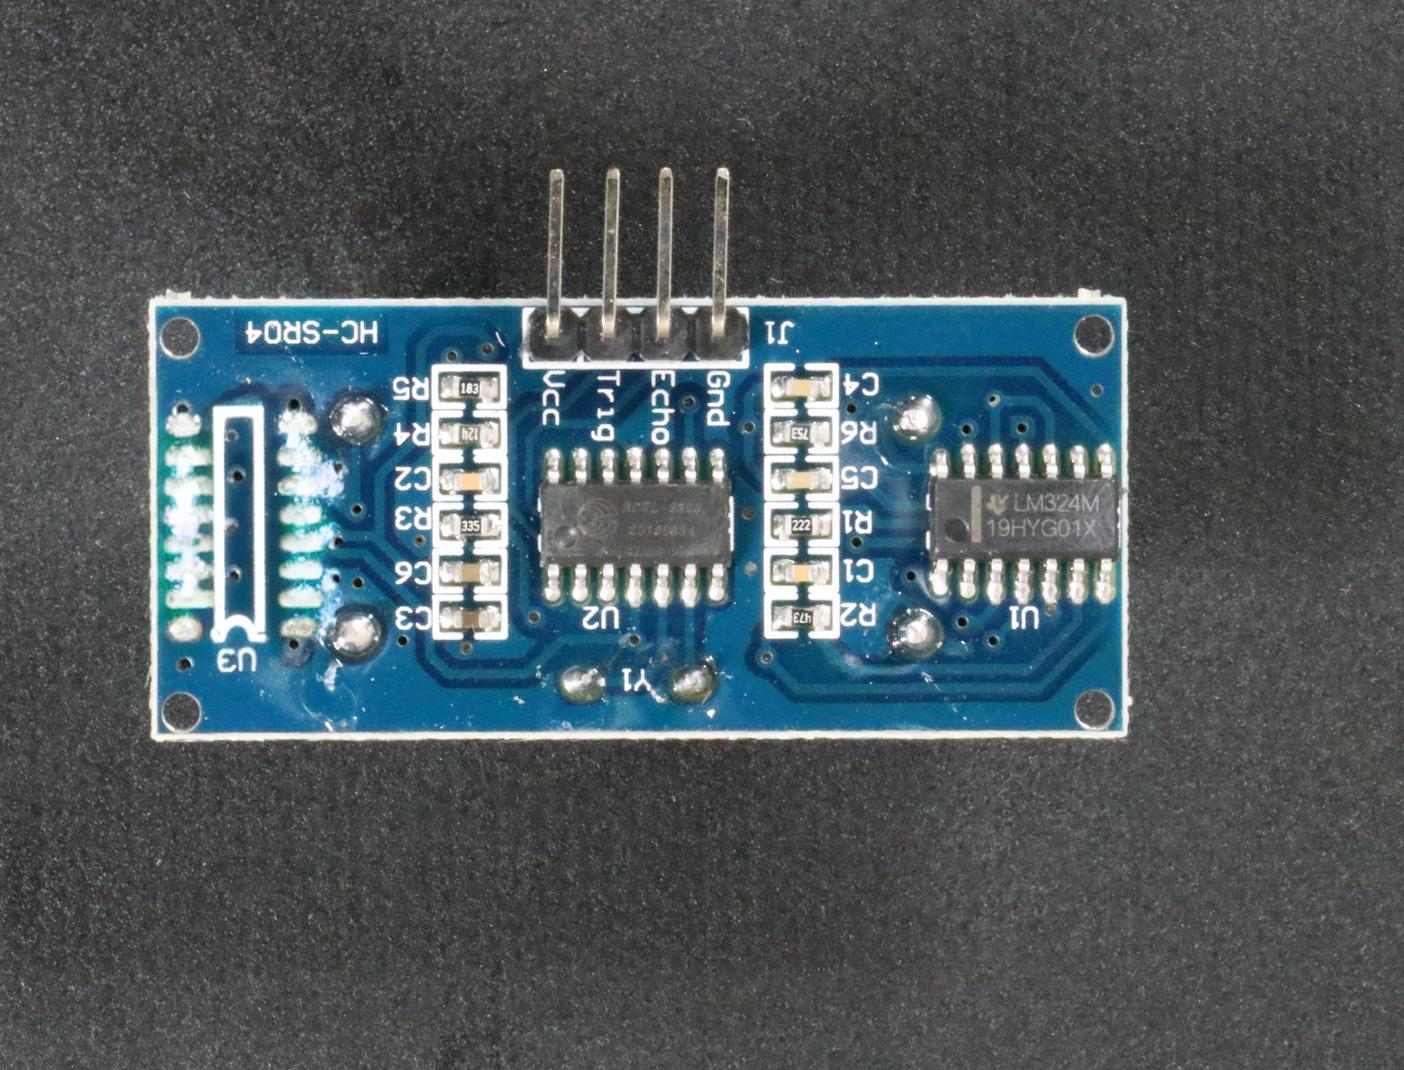 HC-SR04
J1
Vcc
Trig
Echo
Gnd
R5
183
R4
124
C2
R3
335
C6
C3
C4
R6
753
C5
R1
222
C1
R2
473
LM324M
19HYG01X
U1
U2
U3
Y1